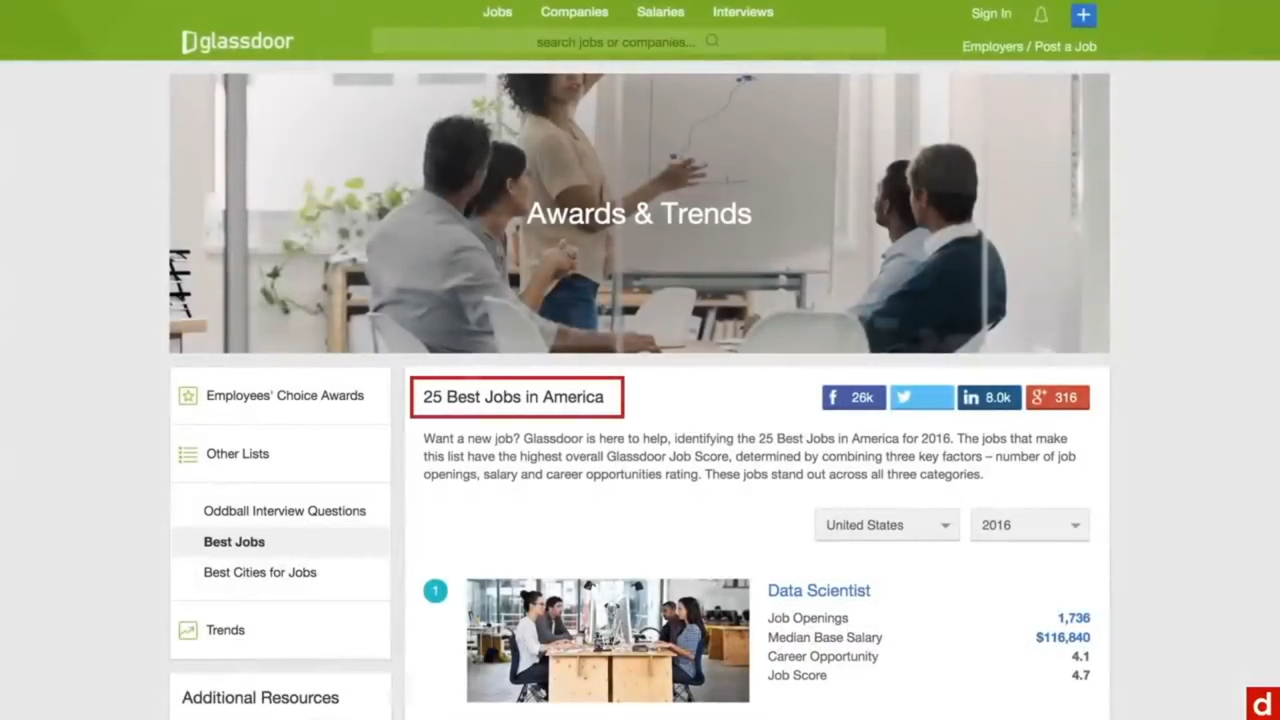 Jobs
Companies
Salaries
Interviews
Sign In
glassdoor
search jobs or companies...
Employers / Post a Job
Awards & Trends
Employees' Choice Awards
Other Lists
Oddball Interview Questions
Best Jobs
Best Cities for Jobs
Trends
Additional Resources
25 Best Jobs in America
26k
8.0k
316
Want a new job? Glassdoor is here to help, identifying the 25 Best Jobs in America for 2016. The jobs that make
this list have the highest overall Glassdoor Job Score, determined by combining three key factors – number of job
openings, salary and career opportunities rating. These jobs stand out across all three categories.
United States
2016
1
Data Scientist
Job Openings 1,736
Median Base Salary $116,840
Career Opportunity 4.1
Job Score 4.7
d